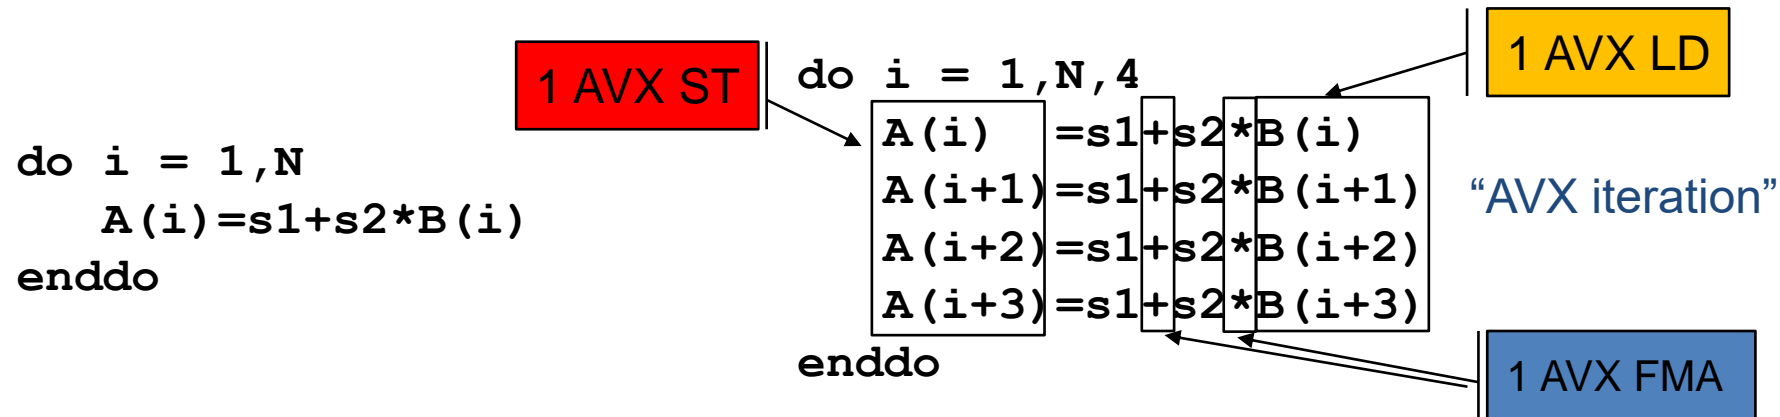 do i = 1,N
   A(i)=s1+s2*B(i)
enddo
1 AVX ST
do i = 1,N,4
   A(i)  =s1+s2*B(i)
   A(i+1)=s1+s2*B(i+1)
   A(i+2)=s1+s2*B(i+2)
   A(i+3)=s1+s2*B(i+3)
enddo
1 AVX LD
“AVX iteration”
1 AVX FMA